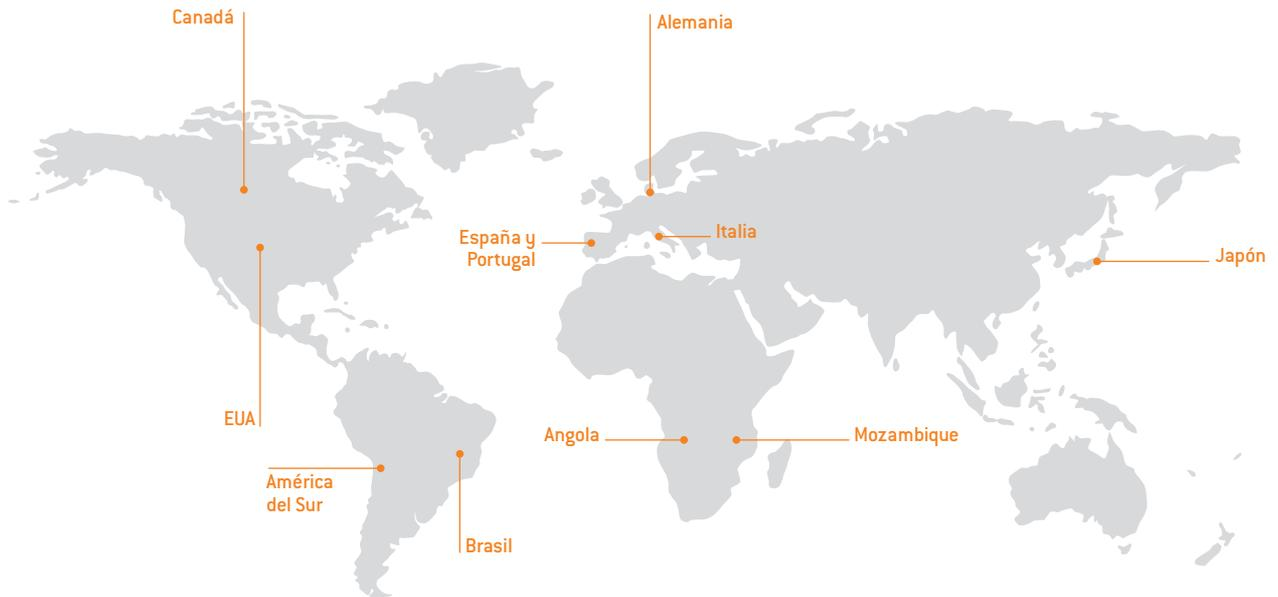 Canadá
Alemania
España y
Portugal
Italia
Japón
EUA
Angola
Mozambique
América
del Sur
Brasil